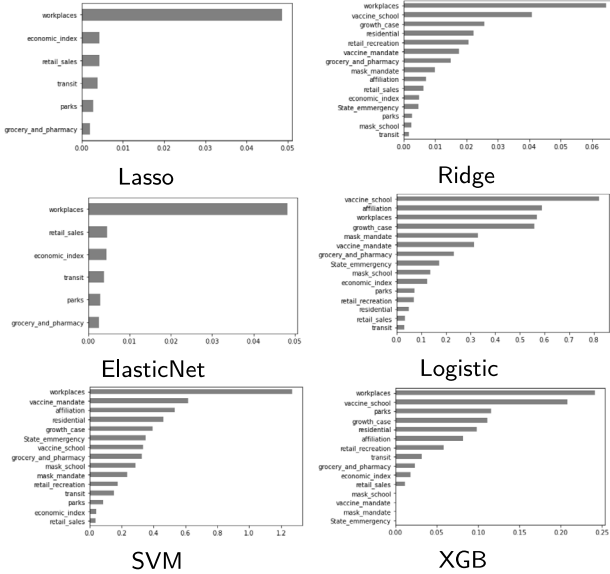 workplaces
economic_index
retail_sales
transit
parks
grocery_and_pharmacy
0.00 0.01 0.02 0.03 0.04 0.05
Lasso
workplaces
vaccine_school
growth_case
residential
retail_recreation
vaccine_mandate
grocery_and_pharmacy
mask_mandate
affiliation
retail_sales
economic_index
State_emmergency
parks
mask_school
transit
0.00 0.01 0.02 0.03 0.04 0.05 0.06
Ridge
workplaces
retail_sales
economic_index
transit
parks
grocery_and_pharmacy
0.00 0.01 0.02 0.03 0.04 0.05
ElasticNet
vaccine_school
affiliation
workplaces
growth_case
mask_mandate
vaccine_mandate
grocery_and_pharmacy
State_emmergency
mask_school
economic_index
parks
retail_recreation
residential
retail_sales
transit
0.0 0.1 0.2 0.3 0.4 0.5 0.6 0.7 0.8
Logistic
workplaces
vaccine_mandate
affiliation
residential
growth_case
State_emmergency
vaccine_school
grocery_and_pharmacy
mask_school
mask_mandate
retail_recreation
transit
parks
economic_index
retail_sales
0.0 0.2 0.4 0.6 0.8 1.0 1.2
SVM
workplaces
vaccine_school
parks
growth_case
residential
affiliation
retail_recreation
transit
grocery_and_pharmacy
economic_index
retail_sales
mask_school
vaccine_mandate
mask_mandate
State_emmergency
0.00 0.05 0.10 0.15 0.20 0.25
XGB